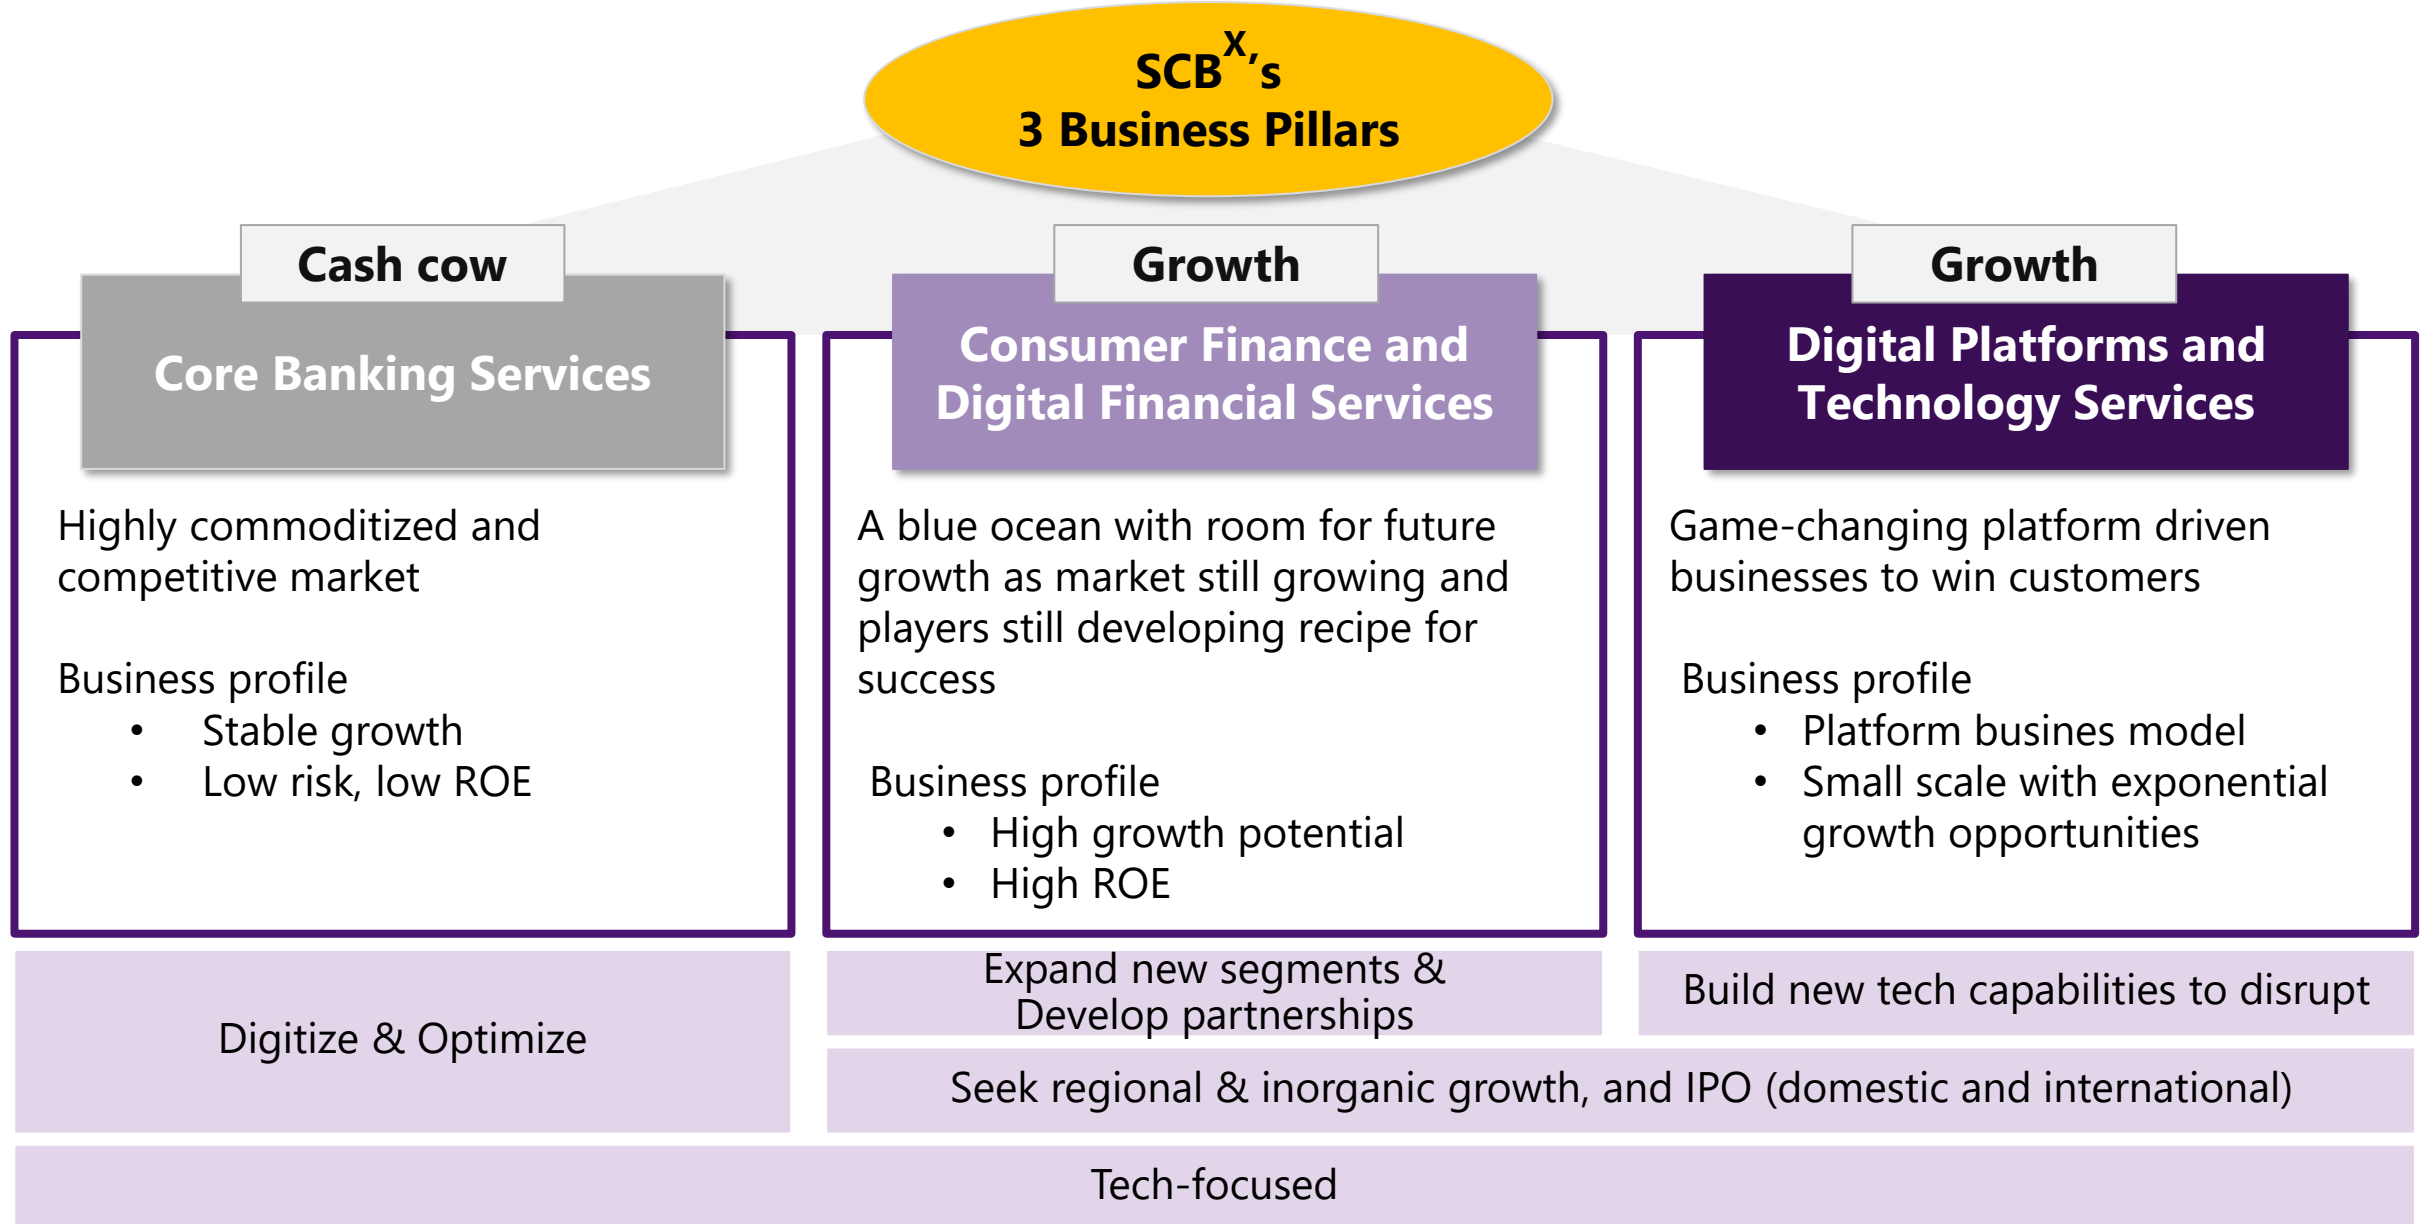 SCBX's
3 Business Pillars
Cash cow
Core Banking Services
Highly commoditized and
competitive market
Business profile
• Stable growth
• Low risk, low ROE
Growth
Consumer Finance and
Digital Financial Services
A blue ocean with room for future
growth as market still growing and
players still developing recipe for
success
Business profile
• High growth potential
• High ROE
Growth
Digital Platforms and
Technology Services
Game-changing platform driven
businesses to win customers
Business profile
• Platform busines model
• Small scale with exponential
growth opportunities
Digitize & Optimize
Expand new segments &
Develop partnerships
Build new tech capabilities to disrupt
Seek regional & inorganic growth, and IPO (domestic and international)
Tech-focused